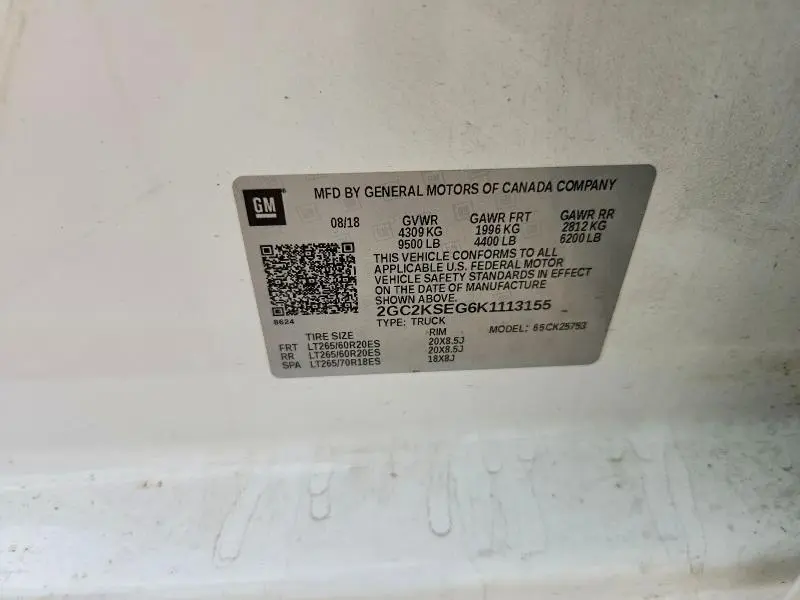 GM
MFD BY GENERAL MOTORS OF CANADA COMPANY
08/18 GVWR GAWR FRT GAWR RR
4309 KG 1996 KG 2812 KG
9500 LB 4400 LB 6200 LB
THIS VEHICLE CONFORMS TO ALL
APPLICABLE U.S. FEDERAL MOTOR
VEHICLE SAFETY STANDARDS IN EFFECT
ON THE DATE OF MANUFACTURE
SHOWN ABOVE.
2GC2KSEG6K1113155
8624
TYPE: TRUCK MODEL: 65CK25753
TIRE SIZE RIM
FRT LT265/60R20ES 20X8.5J
RR LT265/60R20ES 20X8.5J
SPA LT265/70R18ES 18X8J